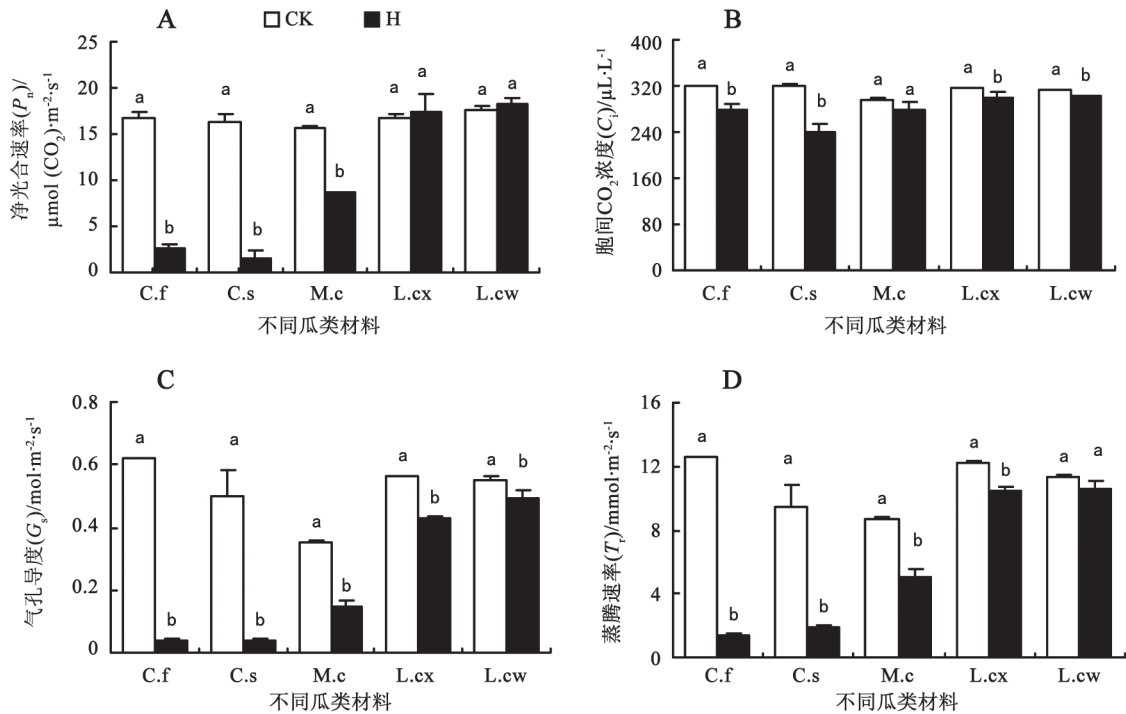 A
CK
H
净光合速率(Pn)/
μmol (CO2)·m-2·s-1
25
20
15
10
5
0
a
a
a
a
a
a
a
b
b
b
C.f
C.s
M.c
L.cx
L.cw
不同瓜类材料
B
胞间CO2浓度(Ci)/μL·L-1
400
320
240
160
80
0
a
b
a
b
a
a
a
b
a
b
C.f
C.s
M.c
L.cx
L.cw
不同瓜类材料
C
气孔导度(Gs)/mol·m-2·s-1
0.8
0.6
0.4
0.2
0
a
b
a
b
a
b
a
b
a
b
C.f
C.s
M.c
L.cx
L.cw
不同瓜类材料
D
蒸腾速率(Tr)/mmol·m-2·s-1
16
12
8
4
0
a
b
a
b
a
b
a
b
a
a
C.f
C.s
M.c
L.cx
L.cw
不同瓜类材料